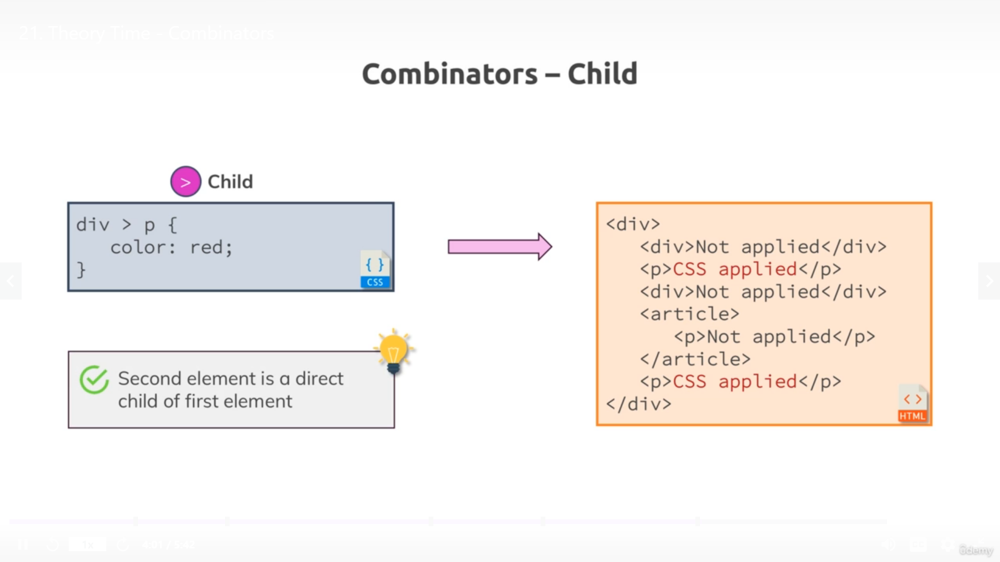 21. Theory Time - Combinators
Combinators – Child
> Child
div > p {
color: red;
}
{ }
CSS
Second element is a direct
child of first element
<div>
<div>Not applied</div>
<p>CSS applied</p>
<div>Not applied</div>
<article>
<p>Not applied</p>
</article>
<p>CSS applied</p>
</div>
< >
HTML
1x
4:01 / 5:42
ûdemy